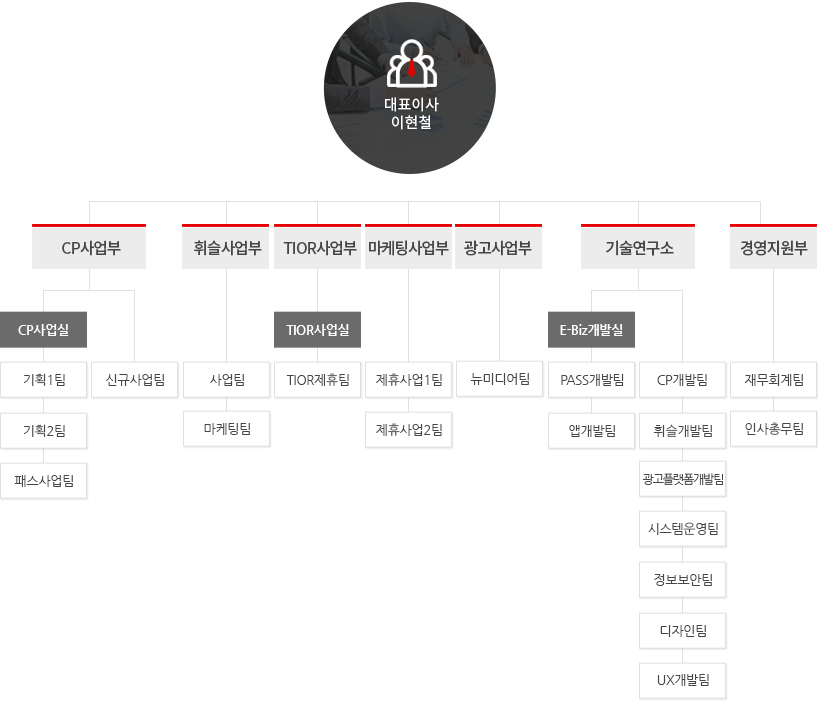 대표이사
이현철
CP사업부
휘슬사업부
TIOR사업부
마케팅사업부
광고사업부
기술연구소
경영지원부
CP사업실
TIOR사업실
E-Biz개발실
기획1팀
신규사업팀
사업팀
TIOR제휴팀
제휴사업1팀
뉴미디어팀
PASS개발팀
CP개발팀
재무회계팀
기획2팀
마케팅팀
제휴사업2팀
앱개발팀
휘슬개발팀
인사총무팀
패스사업팀
광고플랫폼개발팀
시스템운영팀
정보보안팀
디자인팀
UX개발팀